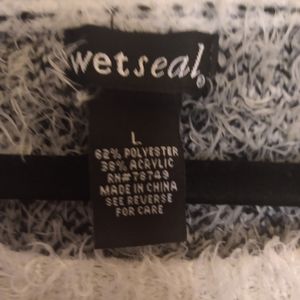 wetseal®
L
62% POLYESTER
38% ACRYLIC
RN#78749
MADE IN CHINA
SEE REVERSE
FOR CARE